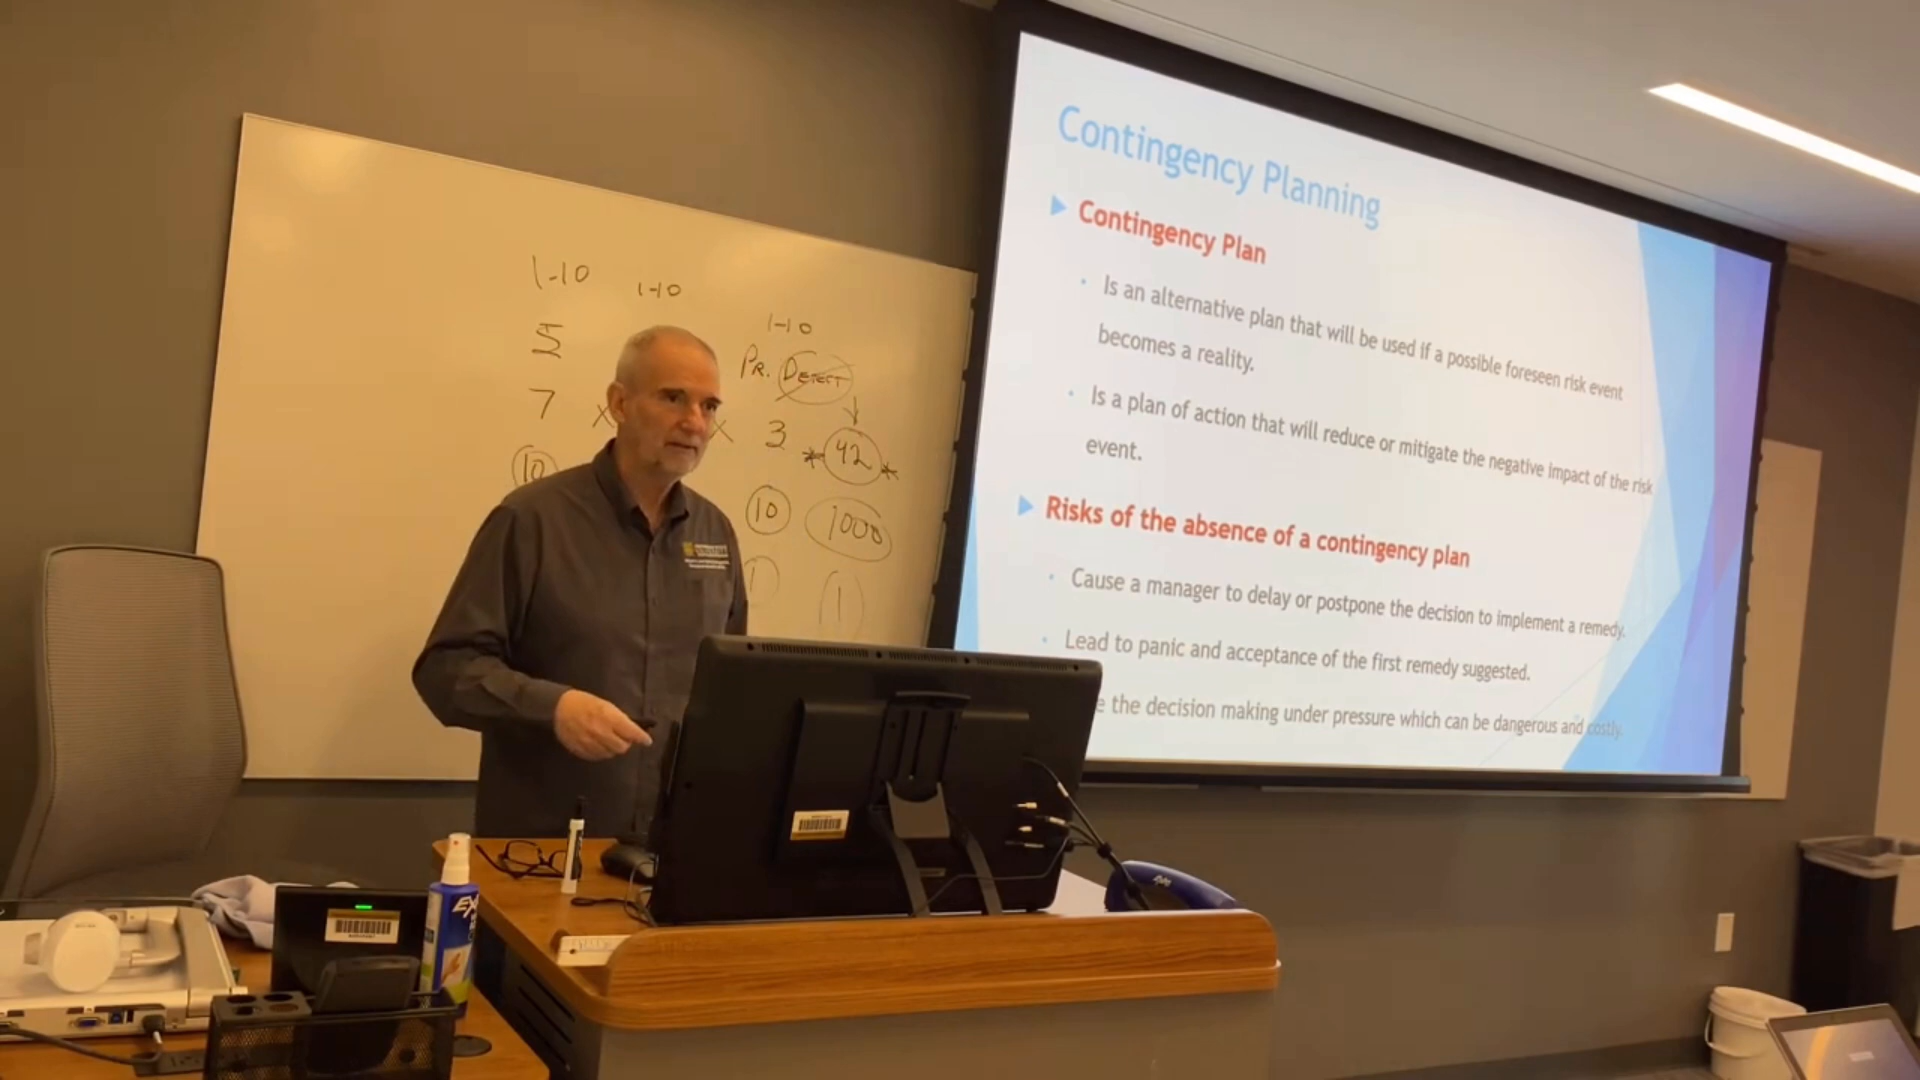 1-10
1-10
1-10
5
PR. DETECT
7 X X 3 *42*
10 10 1000
1 1
Contingency Planning
Contingency Plan
Is an alternative plan that will be used if a possible foreseen risk event
becomes a reality.
Is a plan of action that will reduce or mitigate the negative impact of the risk
event.
Risks of the absence of a contingency plan
Cause a manager to delay or postpone the decision to implement a remedy.
Lead to panic and acceptance of the first remedy suggested.
the decision making under pressure which can be dangerous and costly.